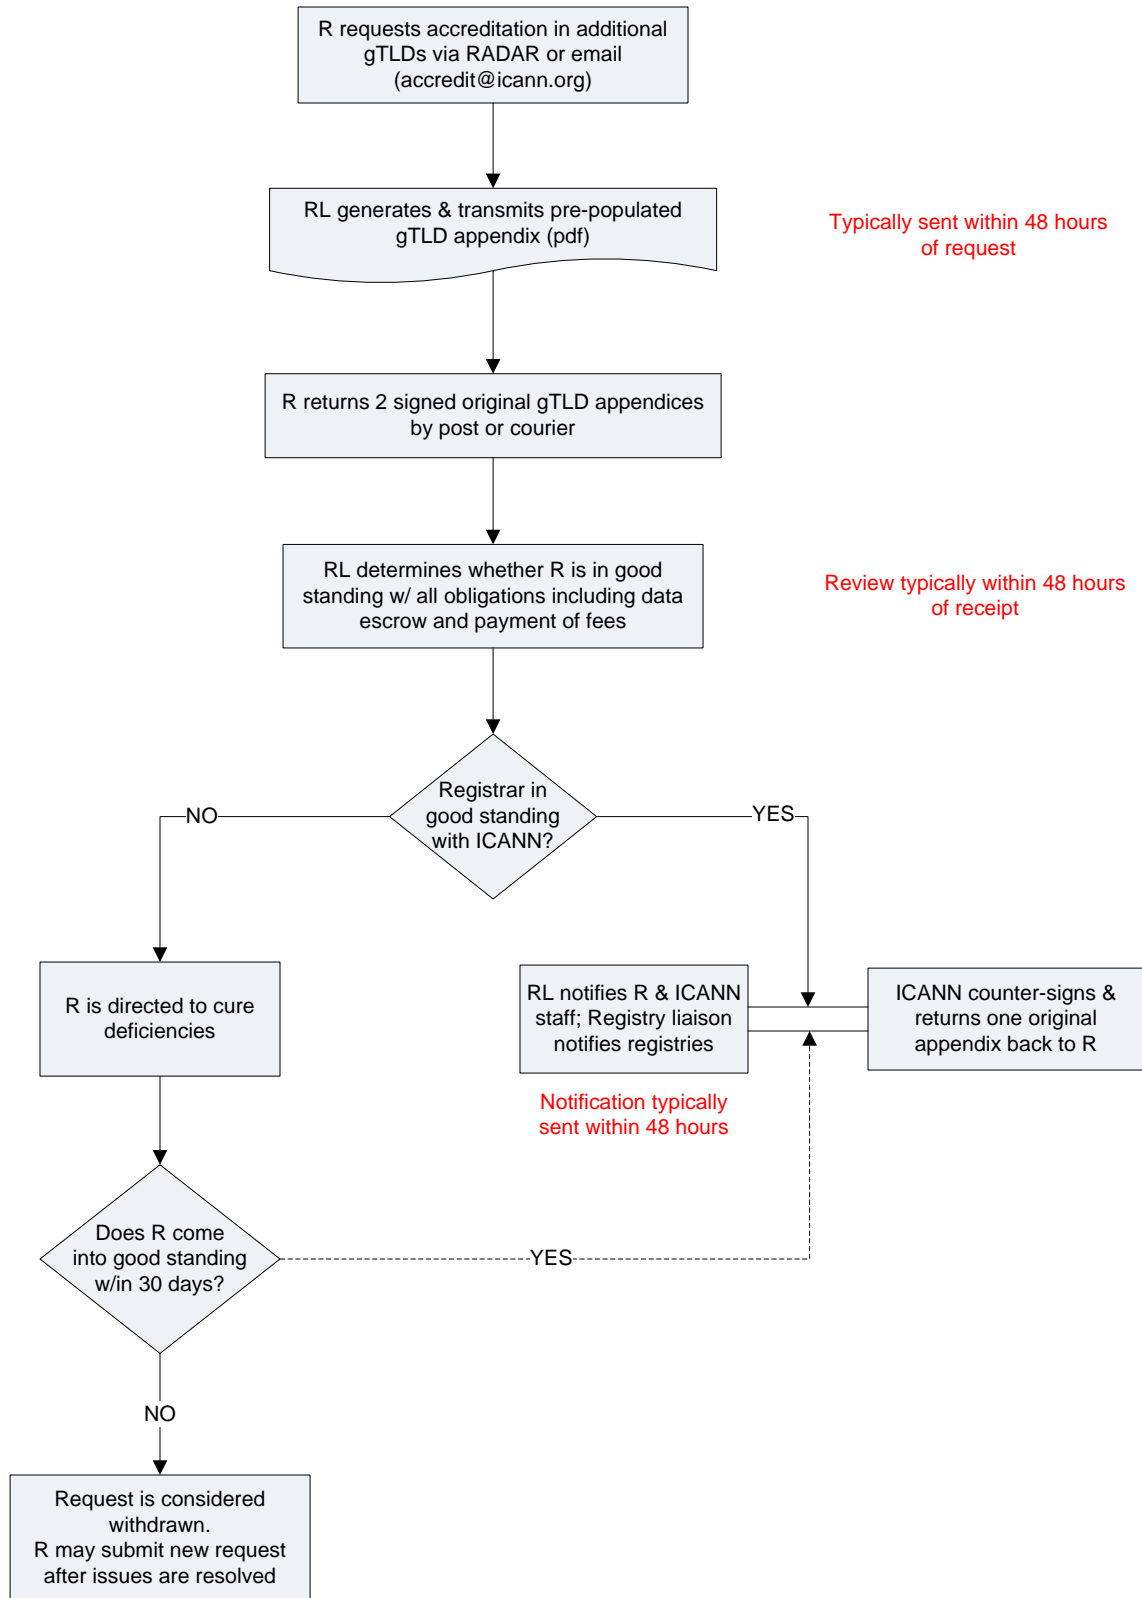 R requests accreditation in additional
gTLDs via RADAR or email
(accredit@icann.org)
RL generates & transmits pre-populated
gTLD appendix (pdf)
Typically sent within 48 hours
of request
R returns 2 signed original gTLD appendices
by post or courier
RL determines whether R is in good
standing w/ all obligations including data
escrow and payment of fees
Review typically within 48 hours
of receipt
Registrar in
good standing
with ICANN?
NO
YES
R is directed to cure
deficiencies
RL notifies R & ICANN
staff; Registry liaison
notifies registries
ICANN counter-signs &
returns one original
appendix back to R
Notification typically
sent within 48 hours
Does R come
into good standing
w/in 30 days?
YES
NO
Request is considered
withdrawn.
R may submit new request
after issues are resolved